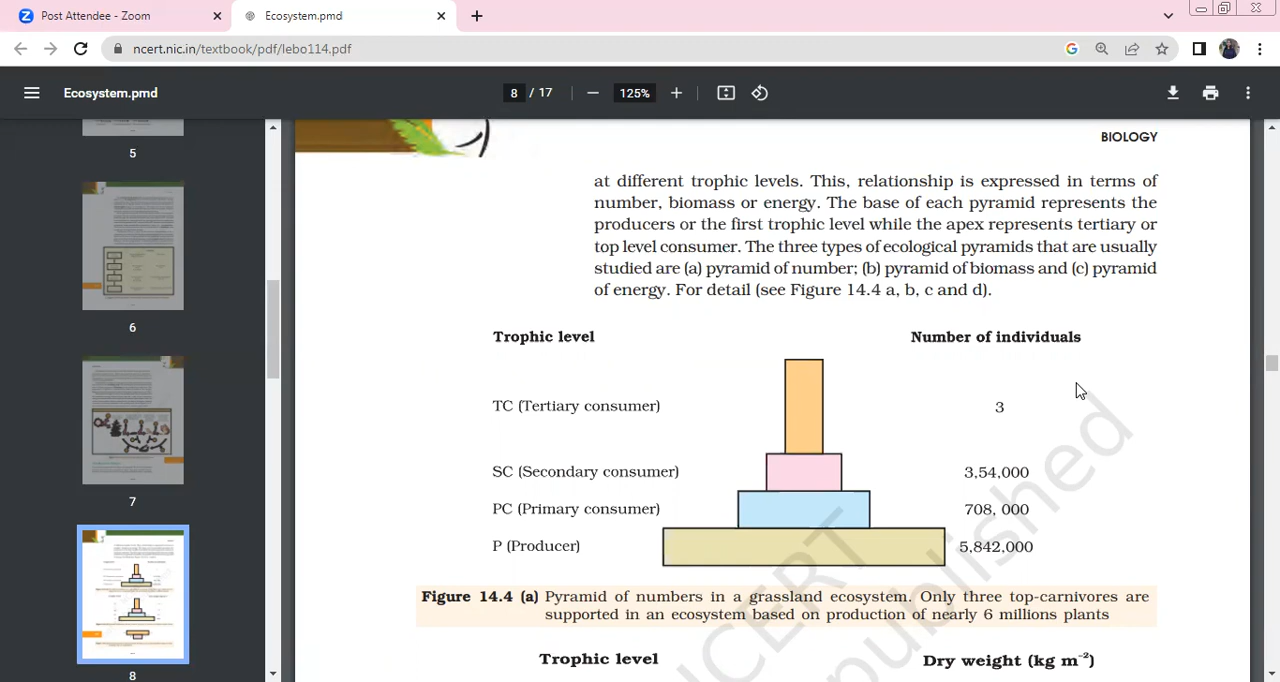 Post Attendee - Zoom
Ecosystem.pmd
ncert.nic.in/textbook/pdf/lebo114.pdf
Ecosystem.pmd
8 / 17
125%
5
6
7
8
BIOLOGY
at different trophic levels. This, relationship is expressed in terms of
number, biomass or energy. The base of each pyramid represents the
producers or the first trophic level while the apex represents tertiary or
top level consumer. The three types of ecological pyramids that are usually
studied are (a) pyramid of number; (b) pyramid of biomass and (c) pyramid
of energy. For detail (see Figure 14.4 a, b, c and d).
Trophic level Number of individuals
TC (Tertiary consumer) 3
SC (Secondary consumer) 3,54,000
PC (Primary consumer) 708, 000
P (Producer) 5,842,000
Figure 14.4 (a) Pyramid of numbers in a grassland ecosystem. Only three top-carnivores are
supported in an ecosystem based on production of nearly 6 millions plants
Trophic level Dry weight (kg m⁻²)
NCERT
published